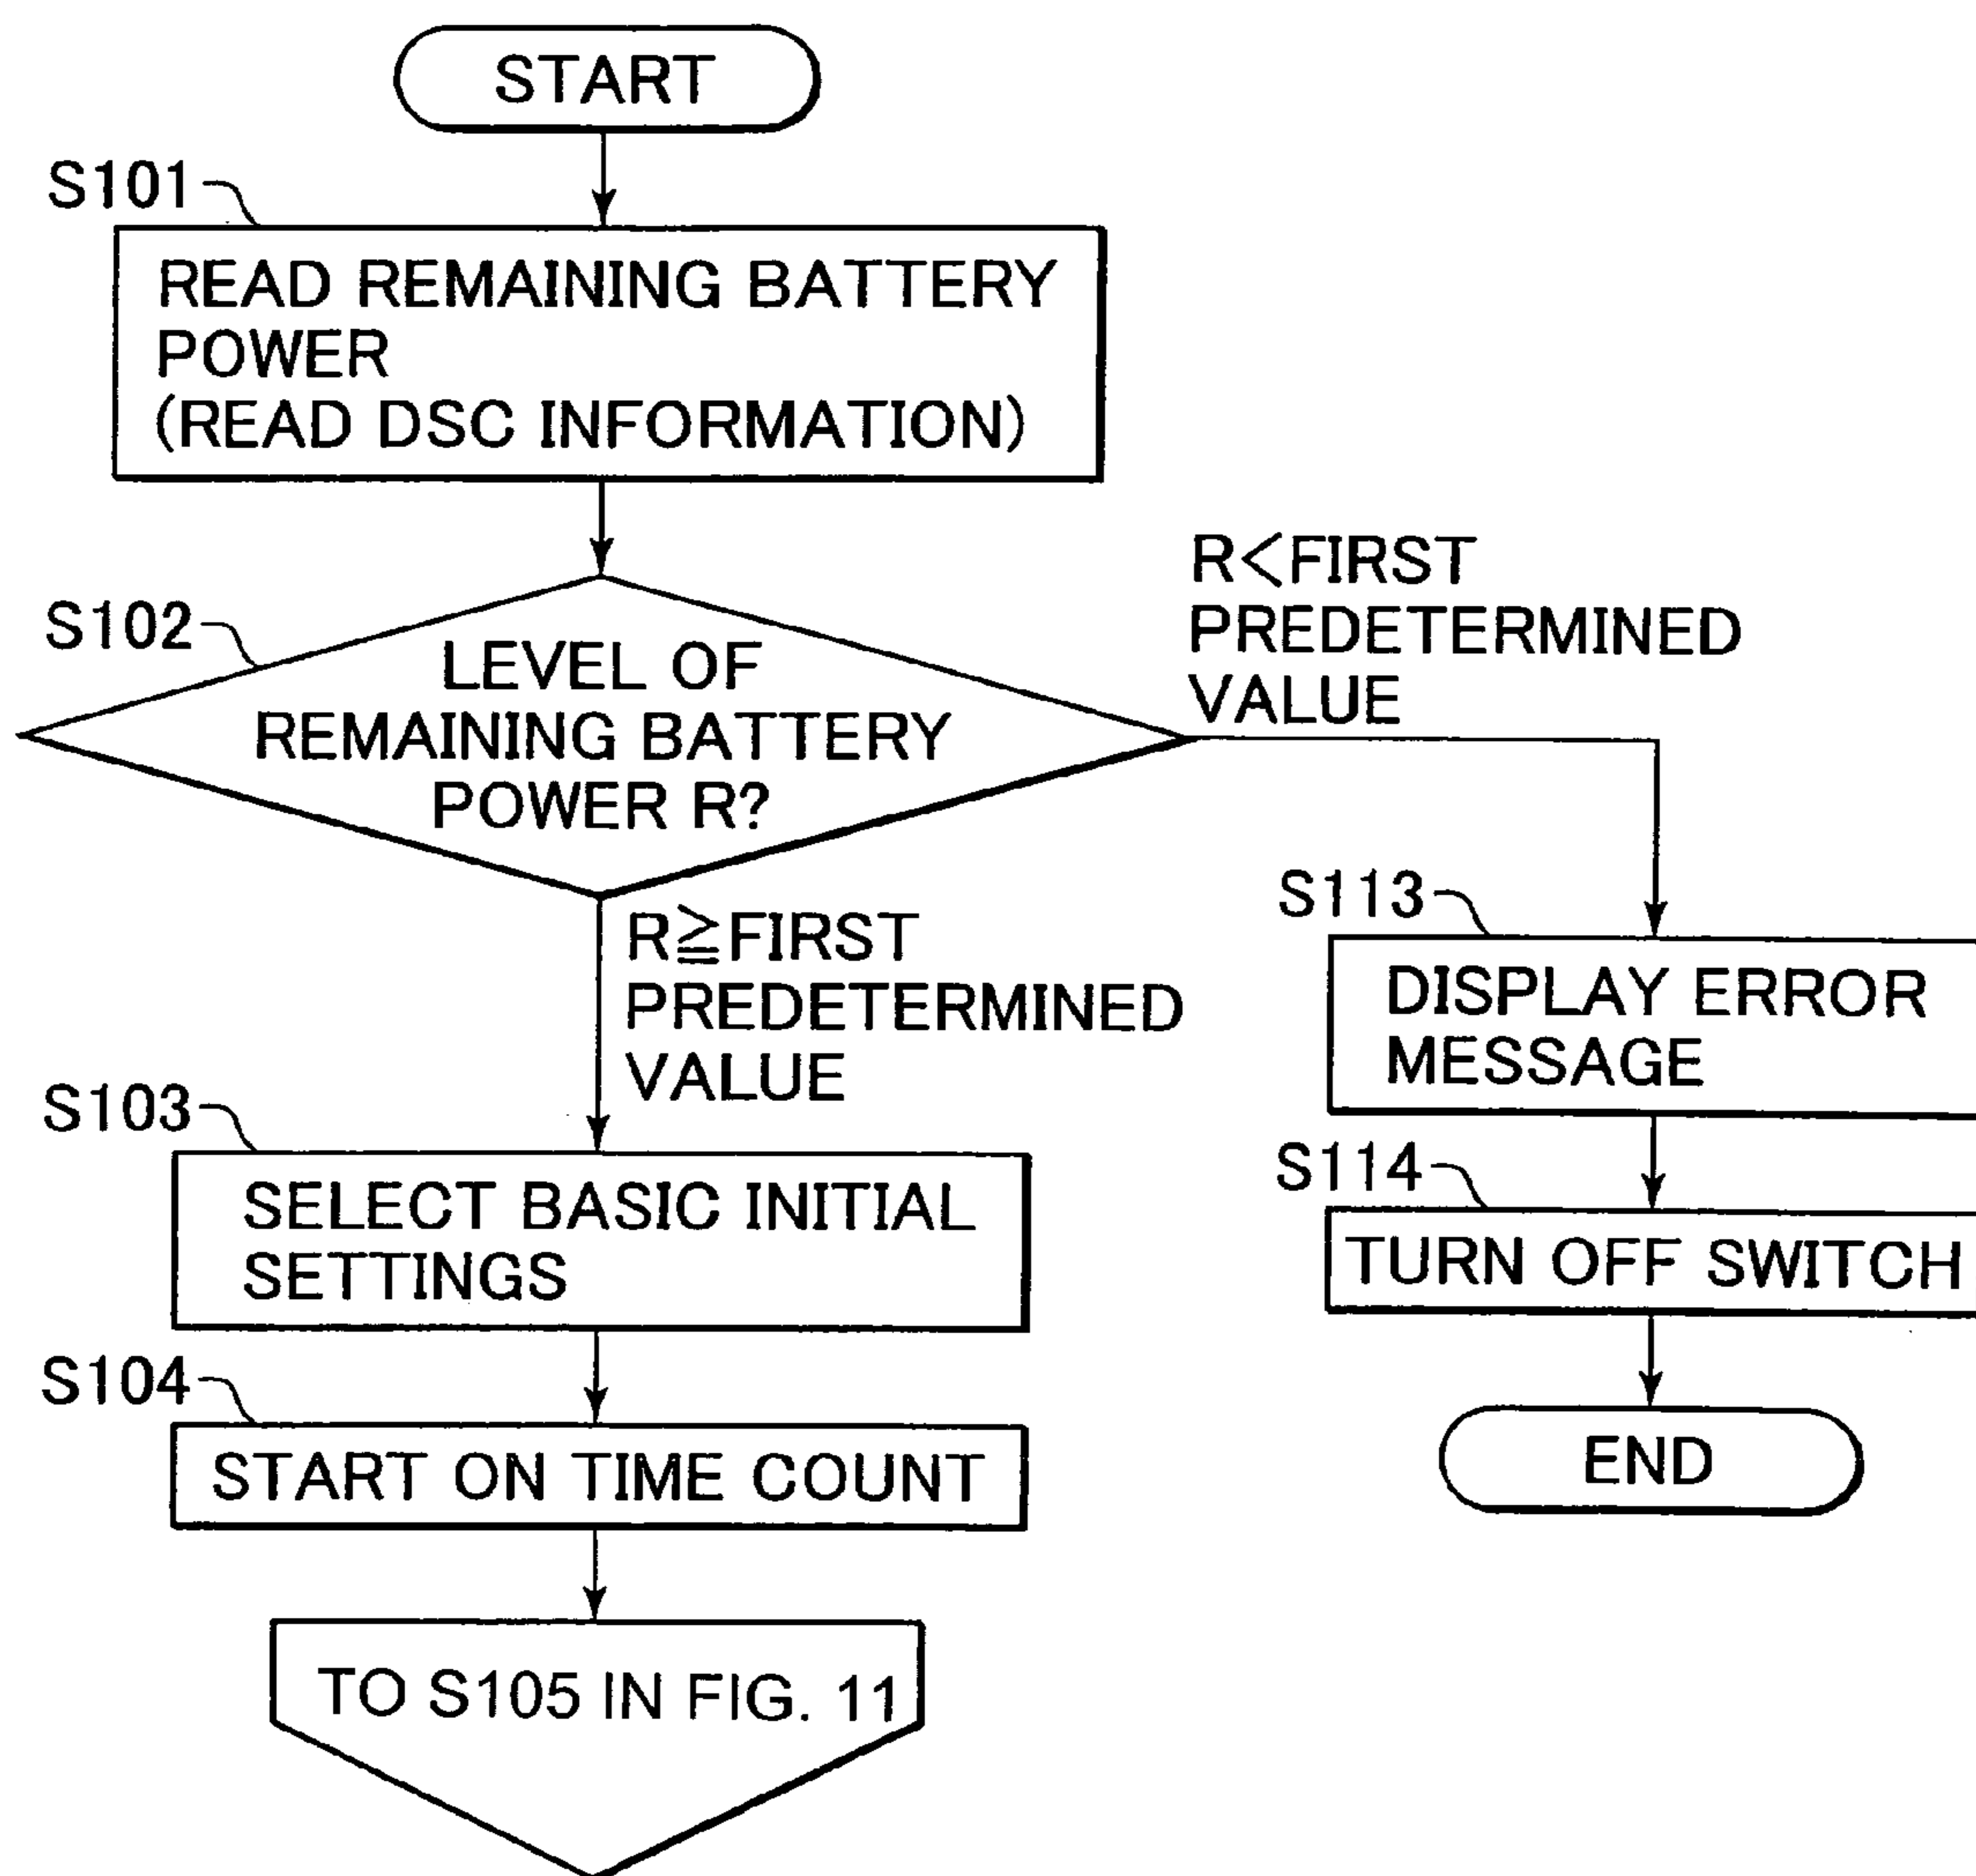 START
S101
READ REMAINING BATTERY
POWER
(READ DSC INFORMATION)
S102
LEVEL OF
REMAINING BATTERY
POWER R?
R<FIRST
PREDETERMINED
VALUE
R≧FIRST
PREDETERMINED
VALUE
S103
SELECT BASIC INITIAL
SETTINGS
S104
START ON TIME COUNT
TO S105 IN FIG. 11
S113
DISPLAY ERROR
MESSAGE
S114
TURN OFF SWITCH
END